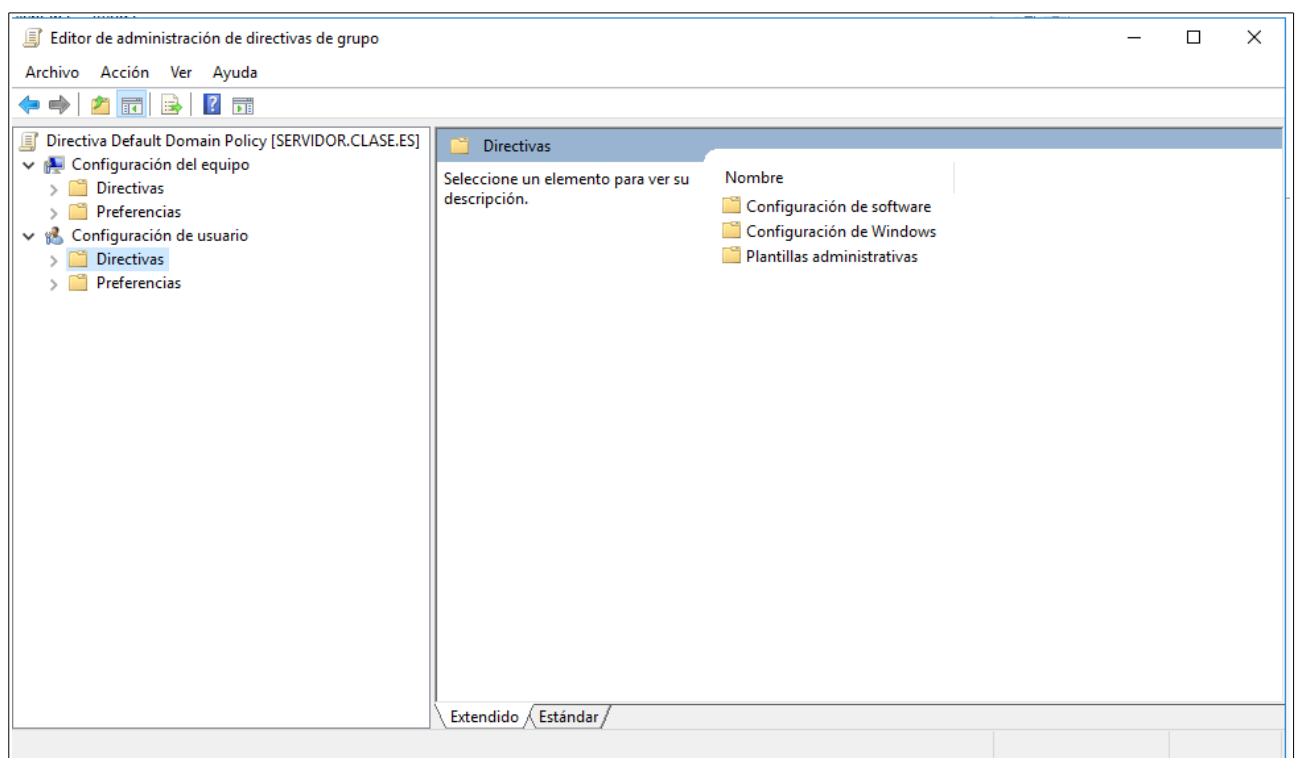 Editor de administración de directivas de grupo
Archivo Acción Ver Ayuda
Directiva Default Domain Policy [SERVIDOR.CLASE.ES]
Configuración del equipo
Directivas
Preferencias
Configuración de usuario
Directivas
Preferencias
Directivas
Seleccione un elemento para ver su
descripción.
Nombre
Configuración de software
Configuración de Windows
Plantillas administrativas
Extendido Estándar